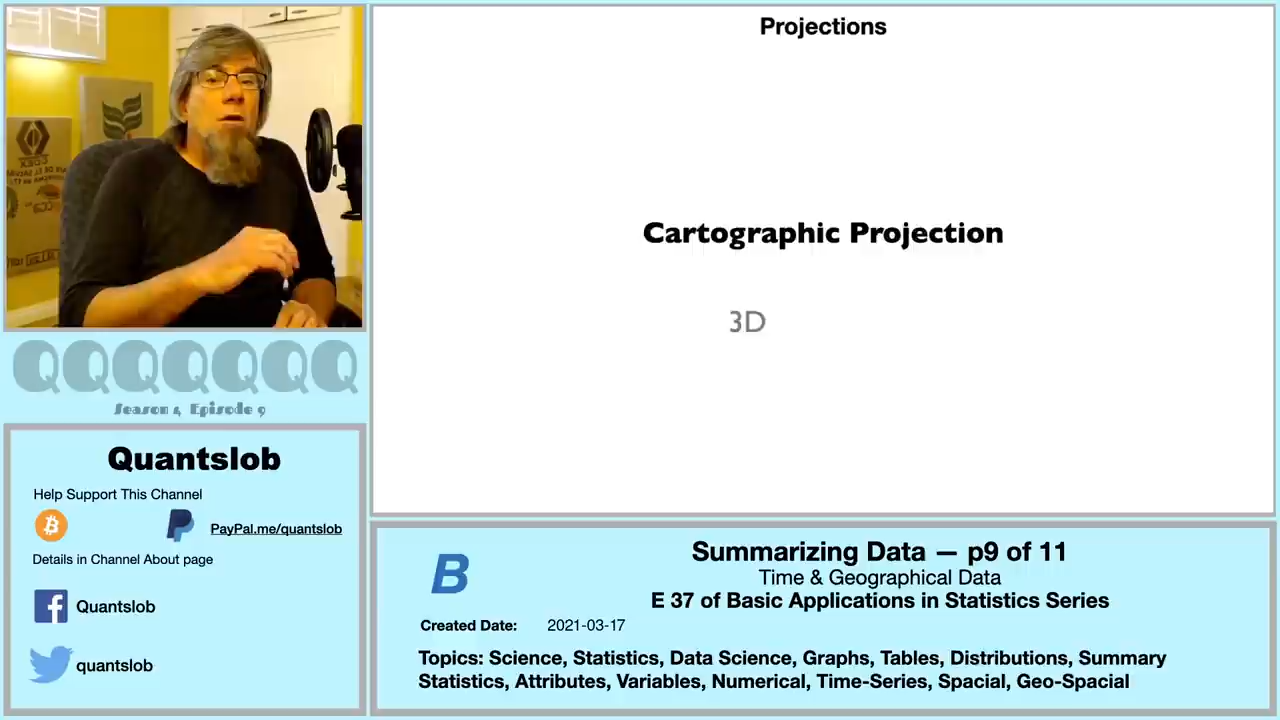 Projections
Cartographic Projection
3D
QQQQQQQ
Season 4, Episode 9
Quantslob
Help Support This Channel
PayPal.me/quantslob
Details in Channel About page
Quantslob
quantslob
B
Summarizing Data — p9 of 11
Time & Geographical Data
E 37 of Basic Applications in Statistics Series
Created Date: 2021-03-17
Topics: Science, Statistics, Data Science, Graphs, Tables, Distributions, Summary
Statistics, Attributes, Variables, Numerical, Time-Series, Spacial, Geo-Spacial